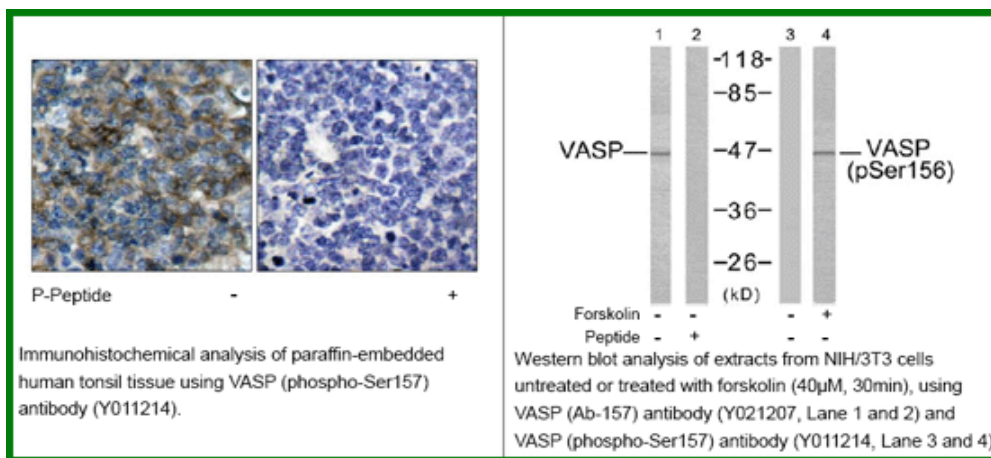 P-Peptide - +
Immunohistochemical analysis of paraffin-embedded
human tonsil tissue using VASP (phospho-Ser157)
antibody (Y011214).
1 2 3 4
-118-
-85-
VASP -47- VASP
(pSer156)
-36-
-26-
(kD)
Forskolin - - - +
Peptide - +
Western blot analysis of extracts from NIH/3T3 cells
untreated or treated with forskolin (40μM, 30min), using
VASP (Ab-157) antibody (Y021207, Lane 1 and 2) and
VASP (phospho-Ser157) antibody (Y011214, Lane 3 and 4)